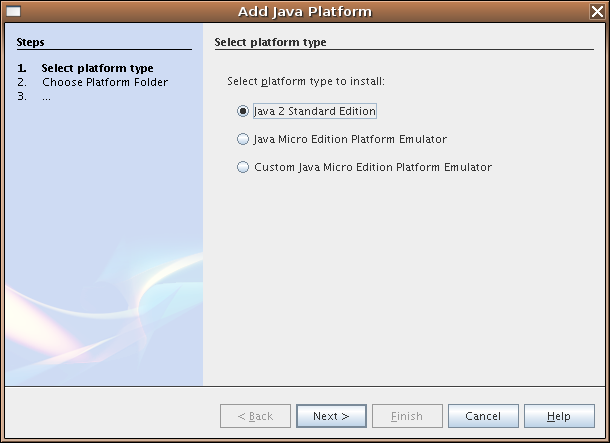 Add Java Platform
Steps
1. Select platform type
2. Choose Platform Folder
3. ...
Select platform type
Select platform type to install:
Java 2 Standard Edition
Java Micro Edition Platform Emulator
Custom Java Micro Edition Platform Emulator
< Back Next > Finish Cancel Help